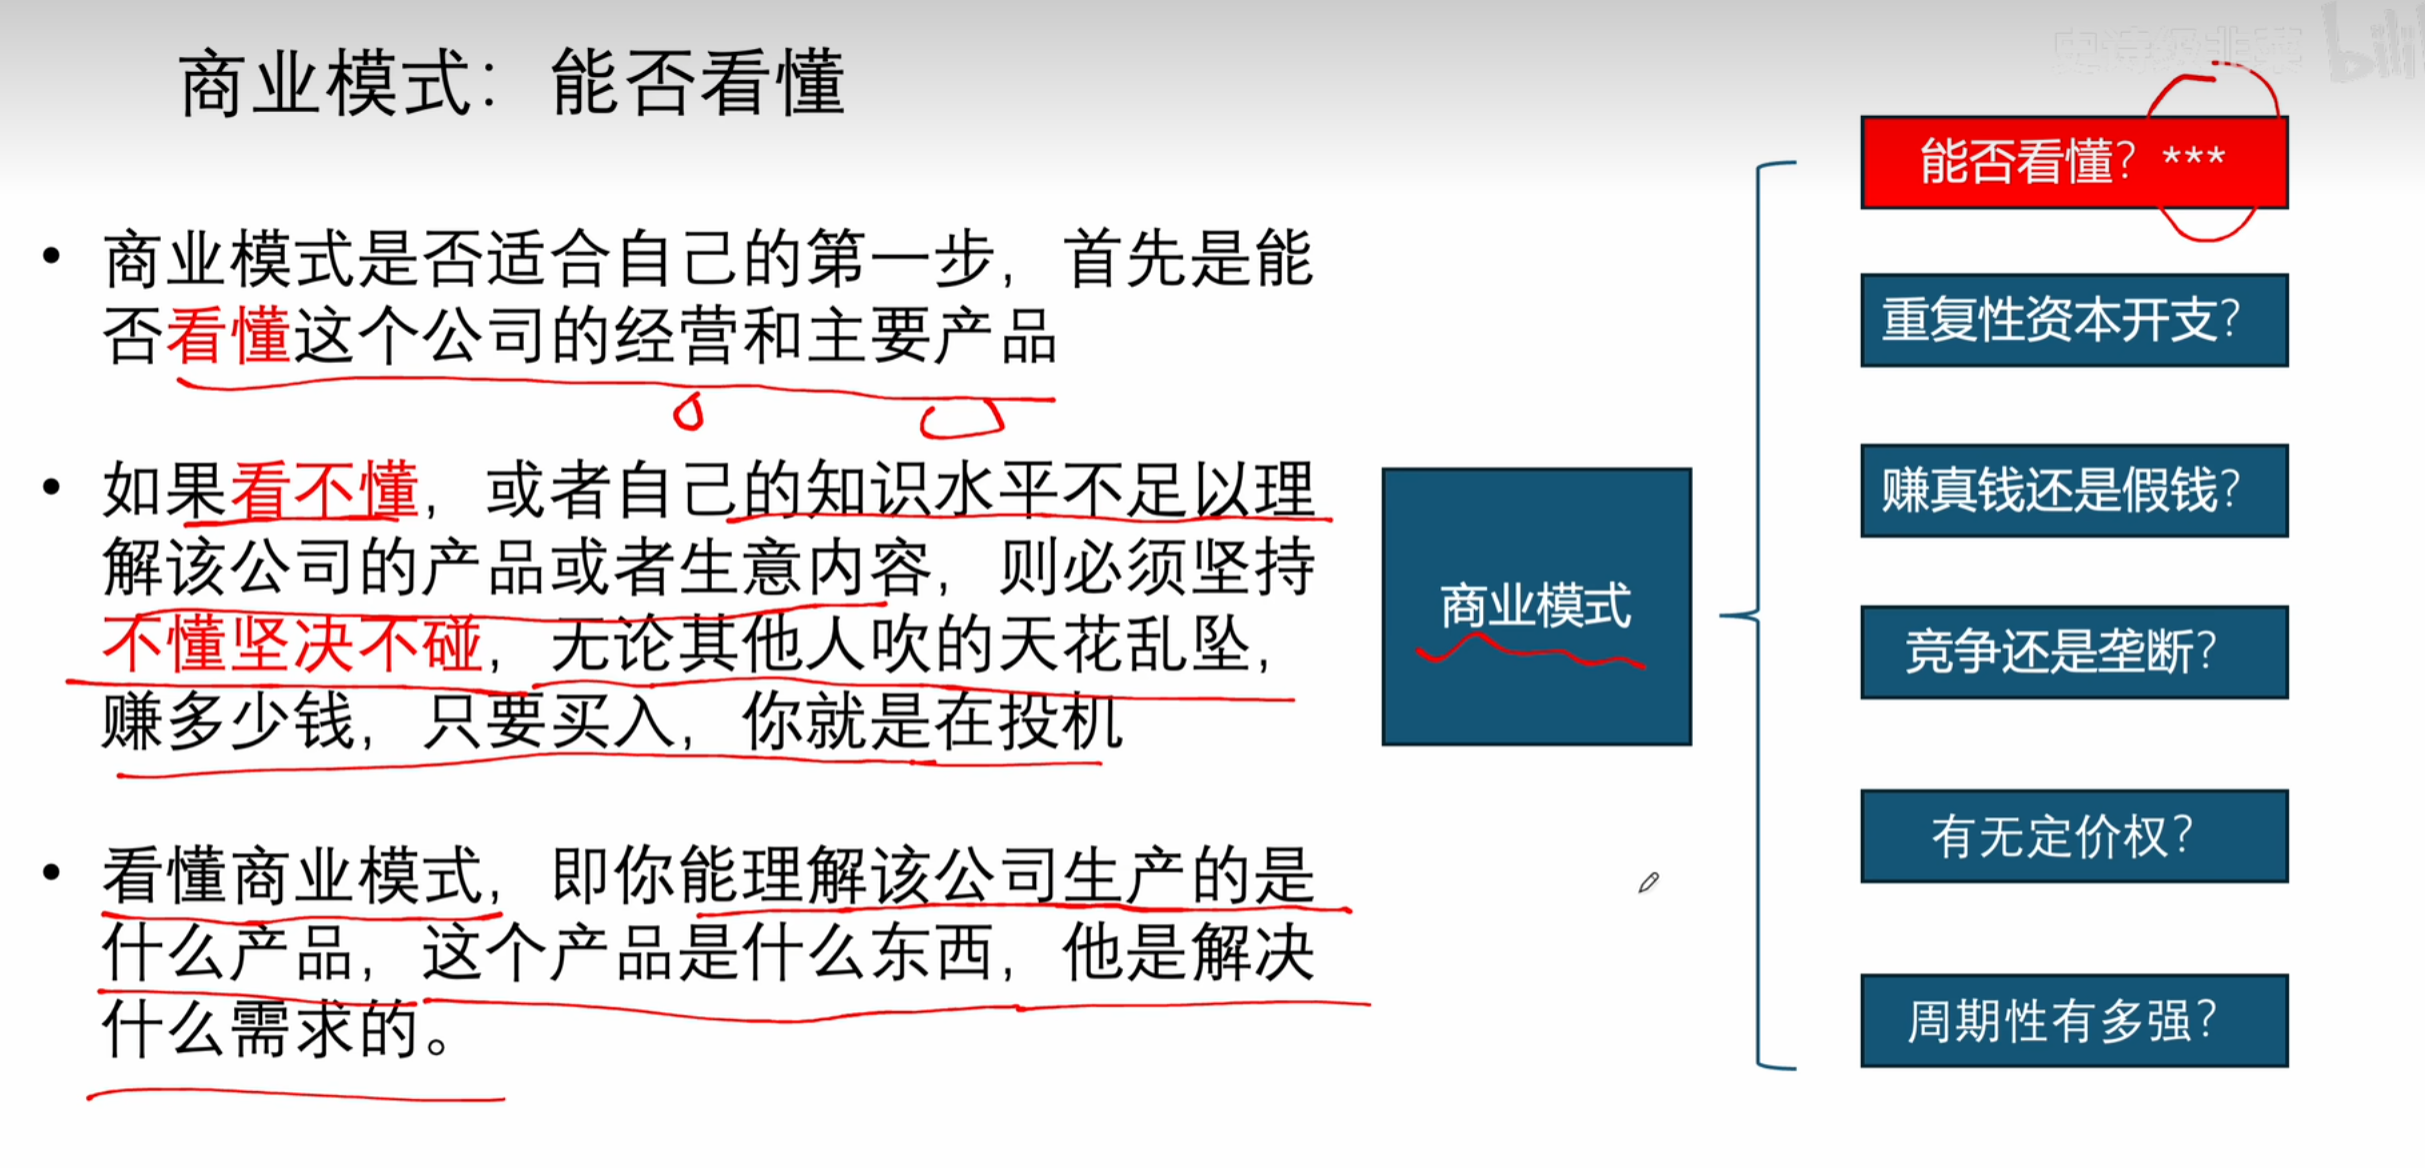 商业模式：能否看懂
• 商业模式是否适合自己的第一步，首先是能
否看懂这个公司的经营和主要产品
• 如果看不懂，或者自己的知识水平不足以理
解该公司的产品或者生意内容，则必须坚持
不懂坚决不碰，无论其他人吹的天花乱坠，
赚多少钱，只要买入，你就是在投机
• 看懂商业模式，即你能理解该公司生产的是
什么产品，这个产品是什么东西，他是解决
什么需求的。
商业模式
能否看懂？***
重复性资本开支？
赚真钱还是假钱？
竞争还是垄断？
有无定价权？
周期性有多强？